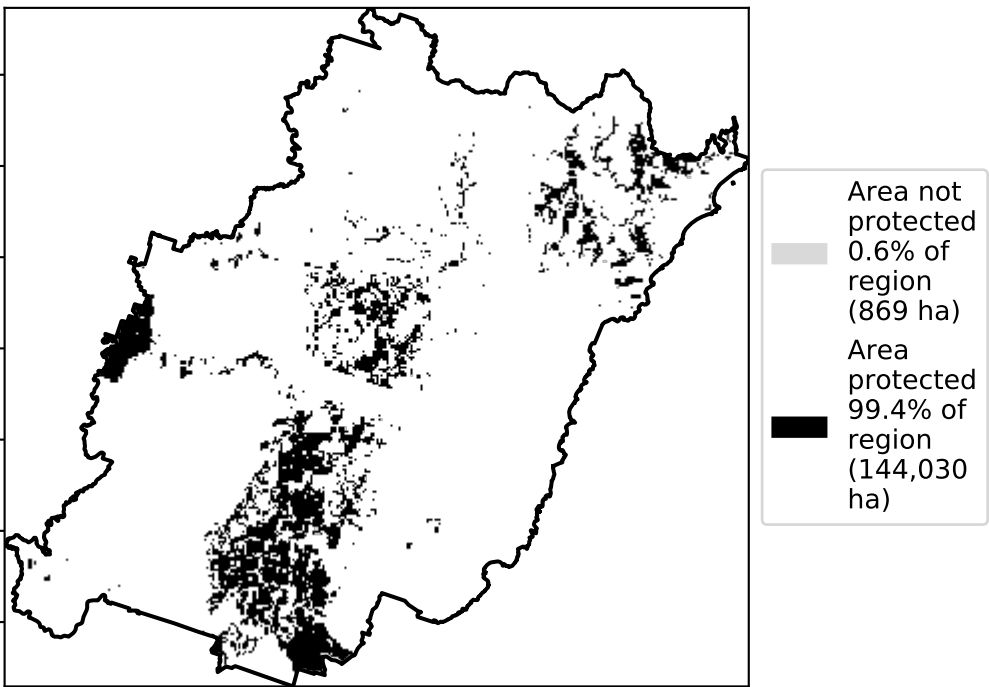 Area not
protected
0.6% of
region
(869 ha)
Area
protected
99.4% of
region
(144,030
ha)